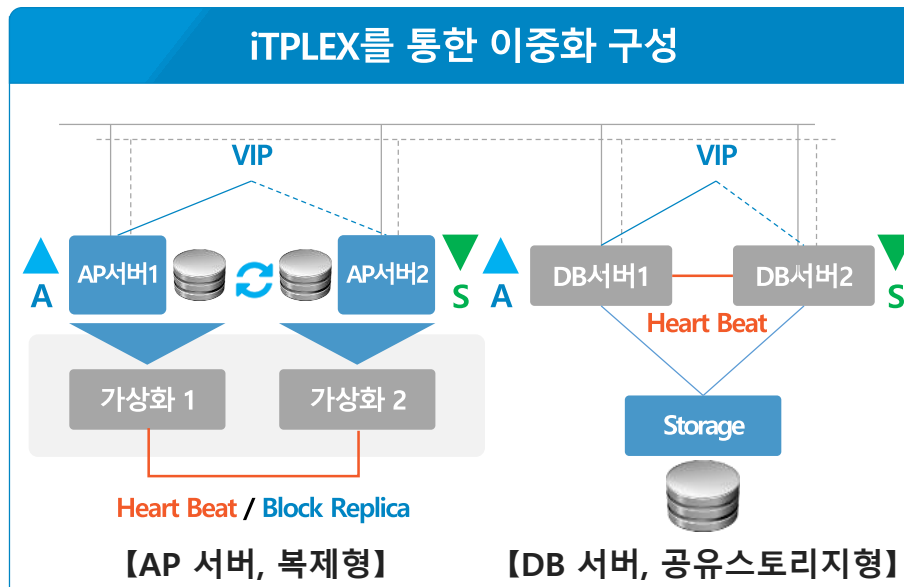 iTPLEX를 통한 이중화 구성
VIP
VIP
A
AP서버1
AP서버2
S
A
DB서버1
DB서버2
S
Heart Beat
가상화 1
가상화 2
Storage
Heart Beat / Block Replica
【AP 서버, 복제형】
【DB 서버, 공유스토리지형】